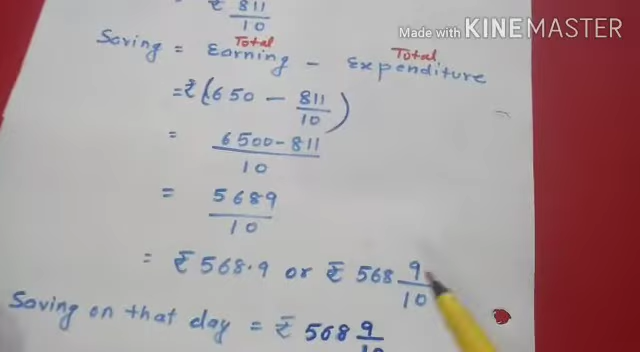 ₹ 811/10
Made with KINEMASTER
Saving = Total Earning - Total Expenditure
= ₹ (650 - 811/10)
= 6500-811/10
= 5689/10
= ₹ 568.9 or ₹ 568 9/10
Saving on that day = ₹ 568 9/10